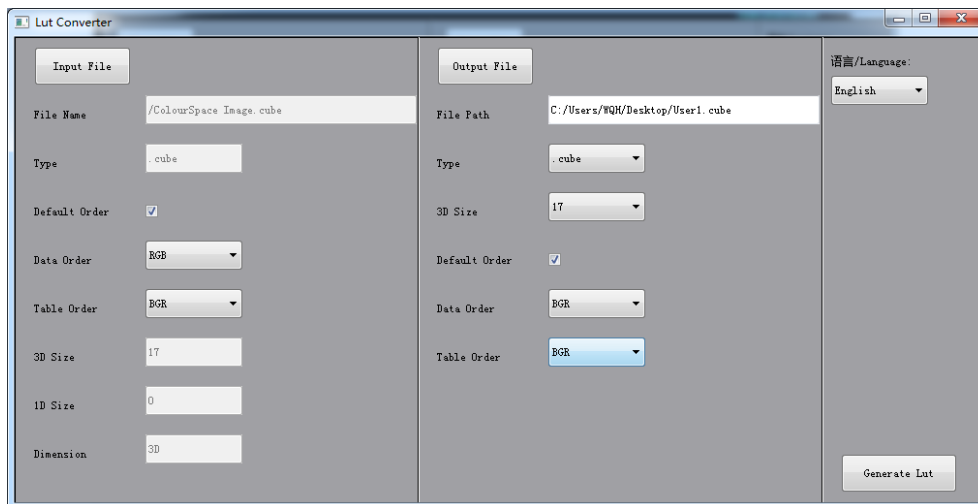 Lut Converter
Input File
File Name
/ColourSpace Image.cube
Type
.cube
Default Order
Data Order
RGB
Table Order
BGR
3D Size
17
1D Size
0
Dimension
3D
Output File
File Path
C:/Users/WQH/Desktop/User1.cube
Type
.cube
3D Size
17
Default Order
Data Order
BGR
Table Order
BGR
语言/Language:
English
Generate Lut